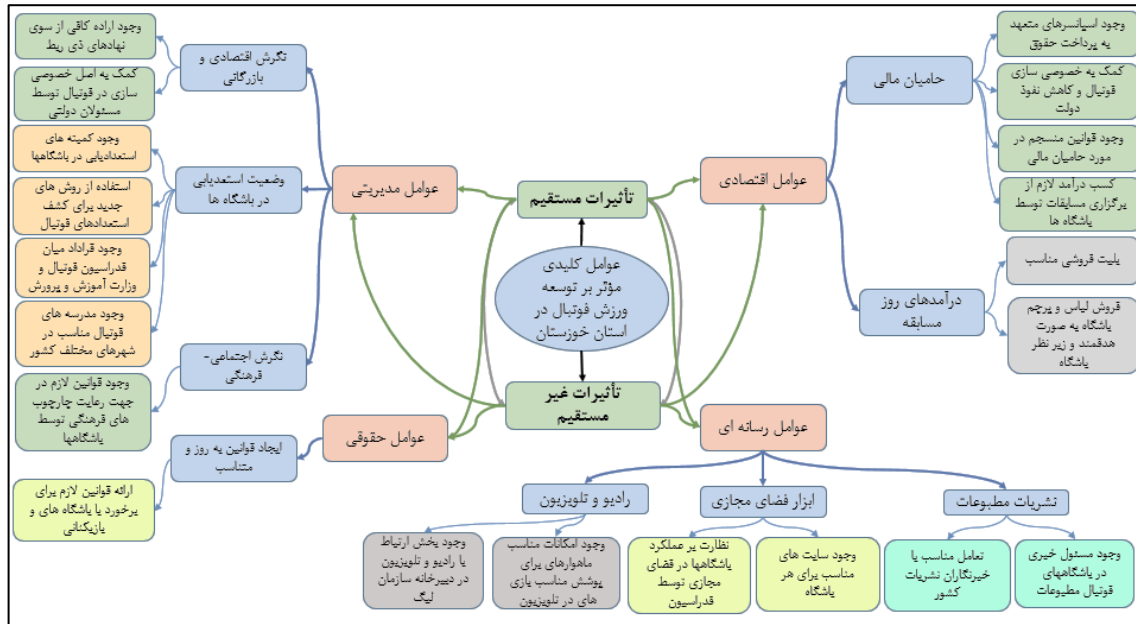 وجود اسپانسرهای متعهد
به پرداخت حقوق
کمک به خصوصی سازی
فوتبال و کاهش نفوذ
دولت
وجود قوانین منسجم در
مورد حامیان مالی
کسب درآمد لازم از
برگزاری مسابقات توسط
باشگاه ها
بلیت فروشی مناسب
فروش لباس و پرچم
باشگاه به صورت
هدفمند و زیر نظر
باشگاه
حامیان مالی
درآمدهای روز
مسابقه
عوامل اقتصادی
تأثیرات مستقیم
عوامل کلیدی
مؤثر بر توسعه
ورزش فوتبال در
استان خوزستان
تأثیرات غیر
مستقیم
عوامل مدیریتی
نگرش اقتصادی و
بازرگانی
وضعیت استعدیابی
در باشگاه ها
نگرش اجتماعی-
فرهنگی
وجود اراده کافی از سوی
نهادهای ذی ربط
کمک به اصل خصوصی
سازی در فوتبال توسط
مسئولان دولتی
وجود کمیته های
استعدادیابی در باشگاهها
استفاده از روش های
جدید برای کشف
استعدادهای فوتبال
وجود قراداد میان
فدراسیون فوتبال و
وزارت آموزش و پرورش
وجود مدرسه های
فوتبال مناسب در
شهرهای مختلف کشور
وجود قوانین لازم در
جهت رعایت چارچوب
های فرهنگی توسط
باشگاهها
عوامل حقوقی
ایجاد قوانین به روز و
متناسب
ارائه قوانین لازم برای
برخورد با باشگاه های و
بازیکنانی
عوامل رسانه ای
نشریات مطبوعات
ابزار فضای مجازی
رادیو و تلویزیون
وجود مسئول خبری
در باشگاههای
فوتبال مطبوعات
تعامل مناسب با
خبرنگاران نشریات
کشور
وجود سایت های
مناسب برای هر
باشگاه
نظارت بر عملکرد
باشگاهها در فضای
مجازی توسط
فدراسیون
وجود امکانات مناسب
ماهوارهای برای
پوشش مناسب بازی
های در تلویزیون
وجود بخش ارتباط
با رادیو و تلویزیون
در دبیرخانه سازمان
لیگ